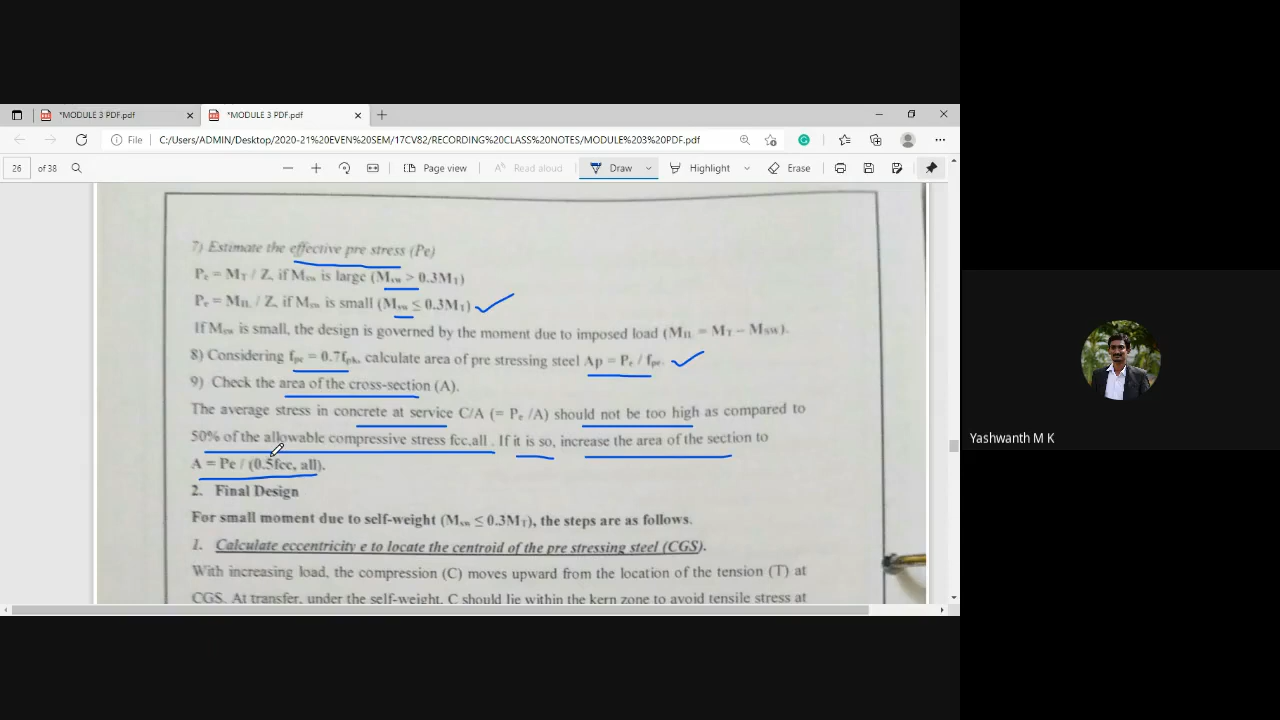 *MODULE 3 PDF.pdf
*MODULE 3 PDF.pdf
File
C:/Users/ADMIN/Desktop/2020-21%20EVEN%20SEM/17CV82/RECORDING%20CLASS%20NOTES/MODULE%203%20PDF.pdf
26 of 38
Page view
Read aloud
Draw
Highlight
Erase
7) Estimate the effective pre stress (Pe)
Pe = MT / Z, if Msw is large (Msw > 0.3MT)
Pe = MIL / Z, if Msw is small (Msw ≤ 0.3MT)
If Msw is small, the design is governed by the moment due to imposed load (MIL = MT – MSW).
8) Considering fpe = 0.7fpk, calculate area of pre stressing steel Ap = Pe / fpe.
9) Check the area of the cross-section (A).
The average stress in concrete at service C/A (= Pe /A) should not be too high as compared to
50% of the allowable compressive stress fcc,all . If it is so, increase the area of the section to
A = Pe / (0.5fcc, all).
2. Final Design
For small moment due to self-weight (Msw ≤ 0.3MT), the steps are as follows.
1. Calculate eccentricity e to locate the centroid of the pre stressing steel (CGS).
With increasing load, the compression (C) moves upward from the location of the tension (T) at
CGS. At transfer, under the self-weight, C should lie within the kern zone to avoid tensile stress at
Yashwanth M K